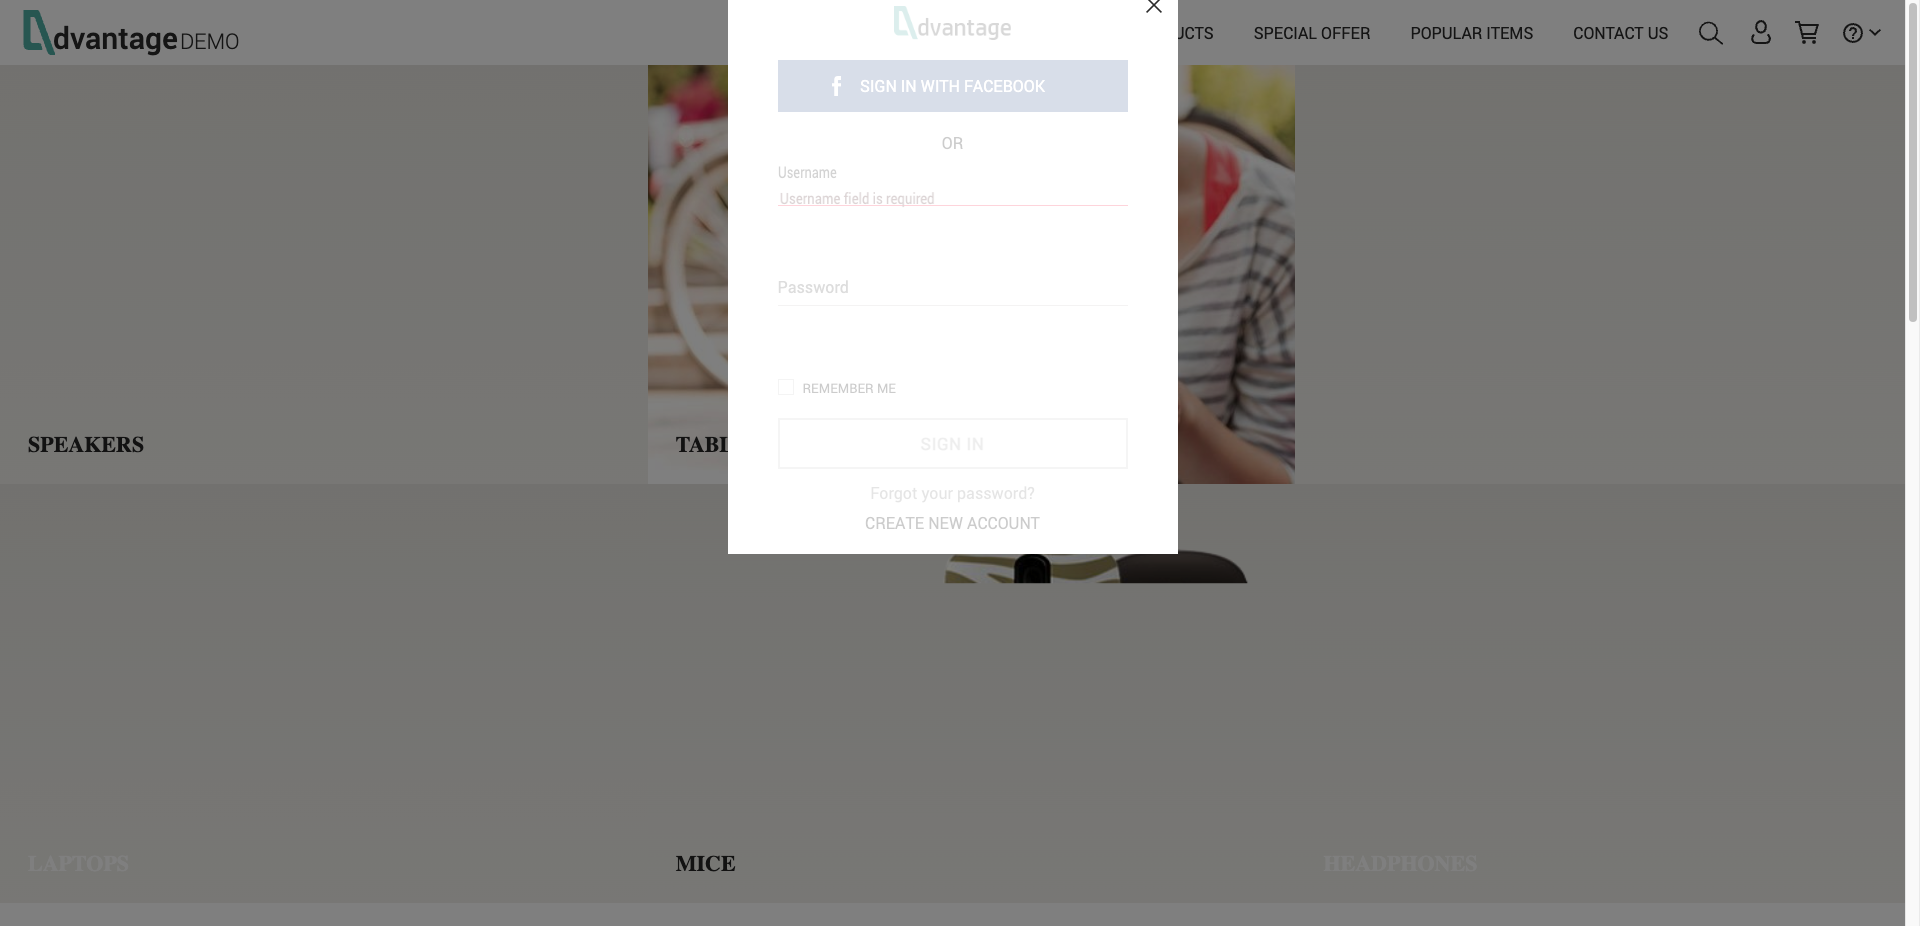 dvantage DEMO
UCTS SPECIAL OFFER POPULAR ITEMS CONTACT US
dvantage
SIGN IN WITH FACEBOOK
OR
Username
Username field is required
Password
REMEMBER ME
SIGN IN
Forgot your password?
CREATE NEW ACCOUNT
SPEAKERS
TABL
LAPTOPS
MICE
HEADPHONES